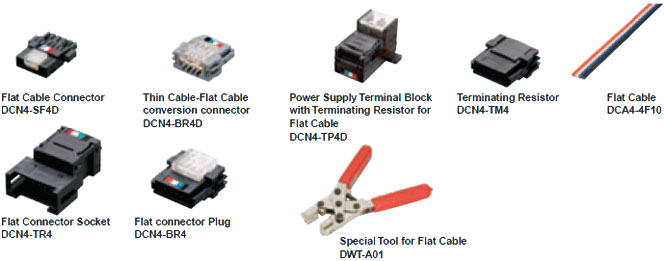 Flat Cable Connector
DCN4-SF4D
Thin Cable-Flat Cable
conversion connector
DCN4-BR4D
Power Supply Terminal Block
with Terminating Resistor for
Flat Cable
DCN4-TP4D
Terminating Resistor
DCN4-TM4
Flat Cable
DCA4-4F10
Flat Connector Socket
DCN4-TR4
Flat connector Plug
DCN4-BR4
Special Tool for Flat Cable
DWT-A01